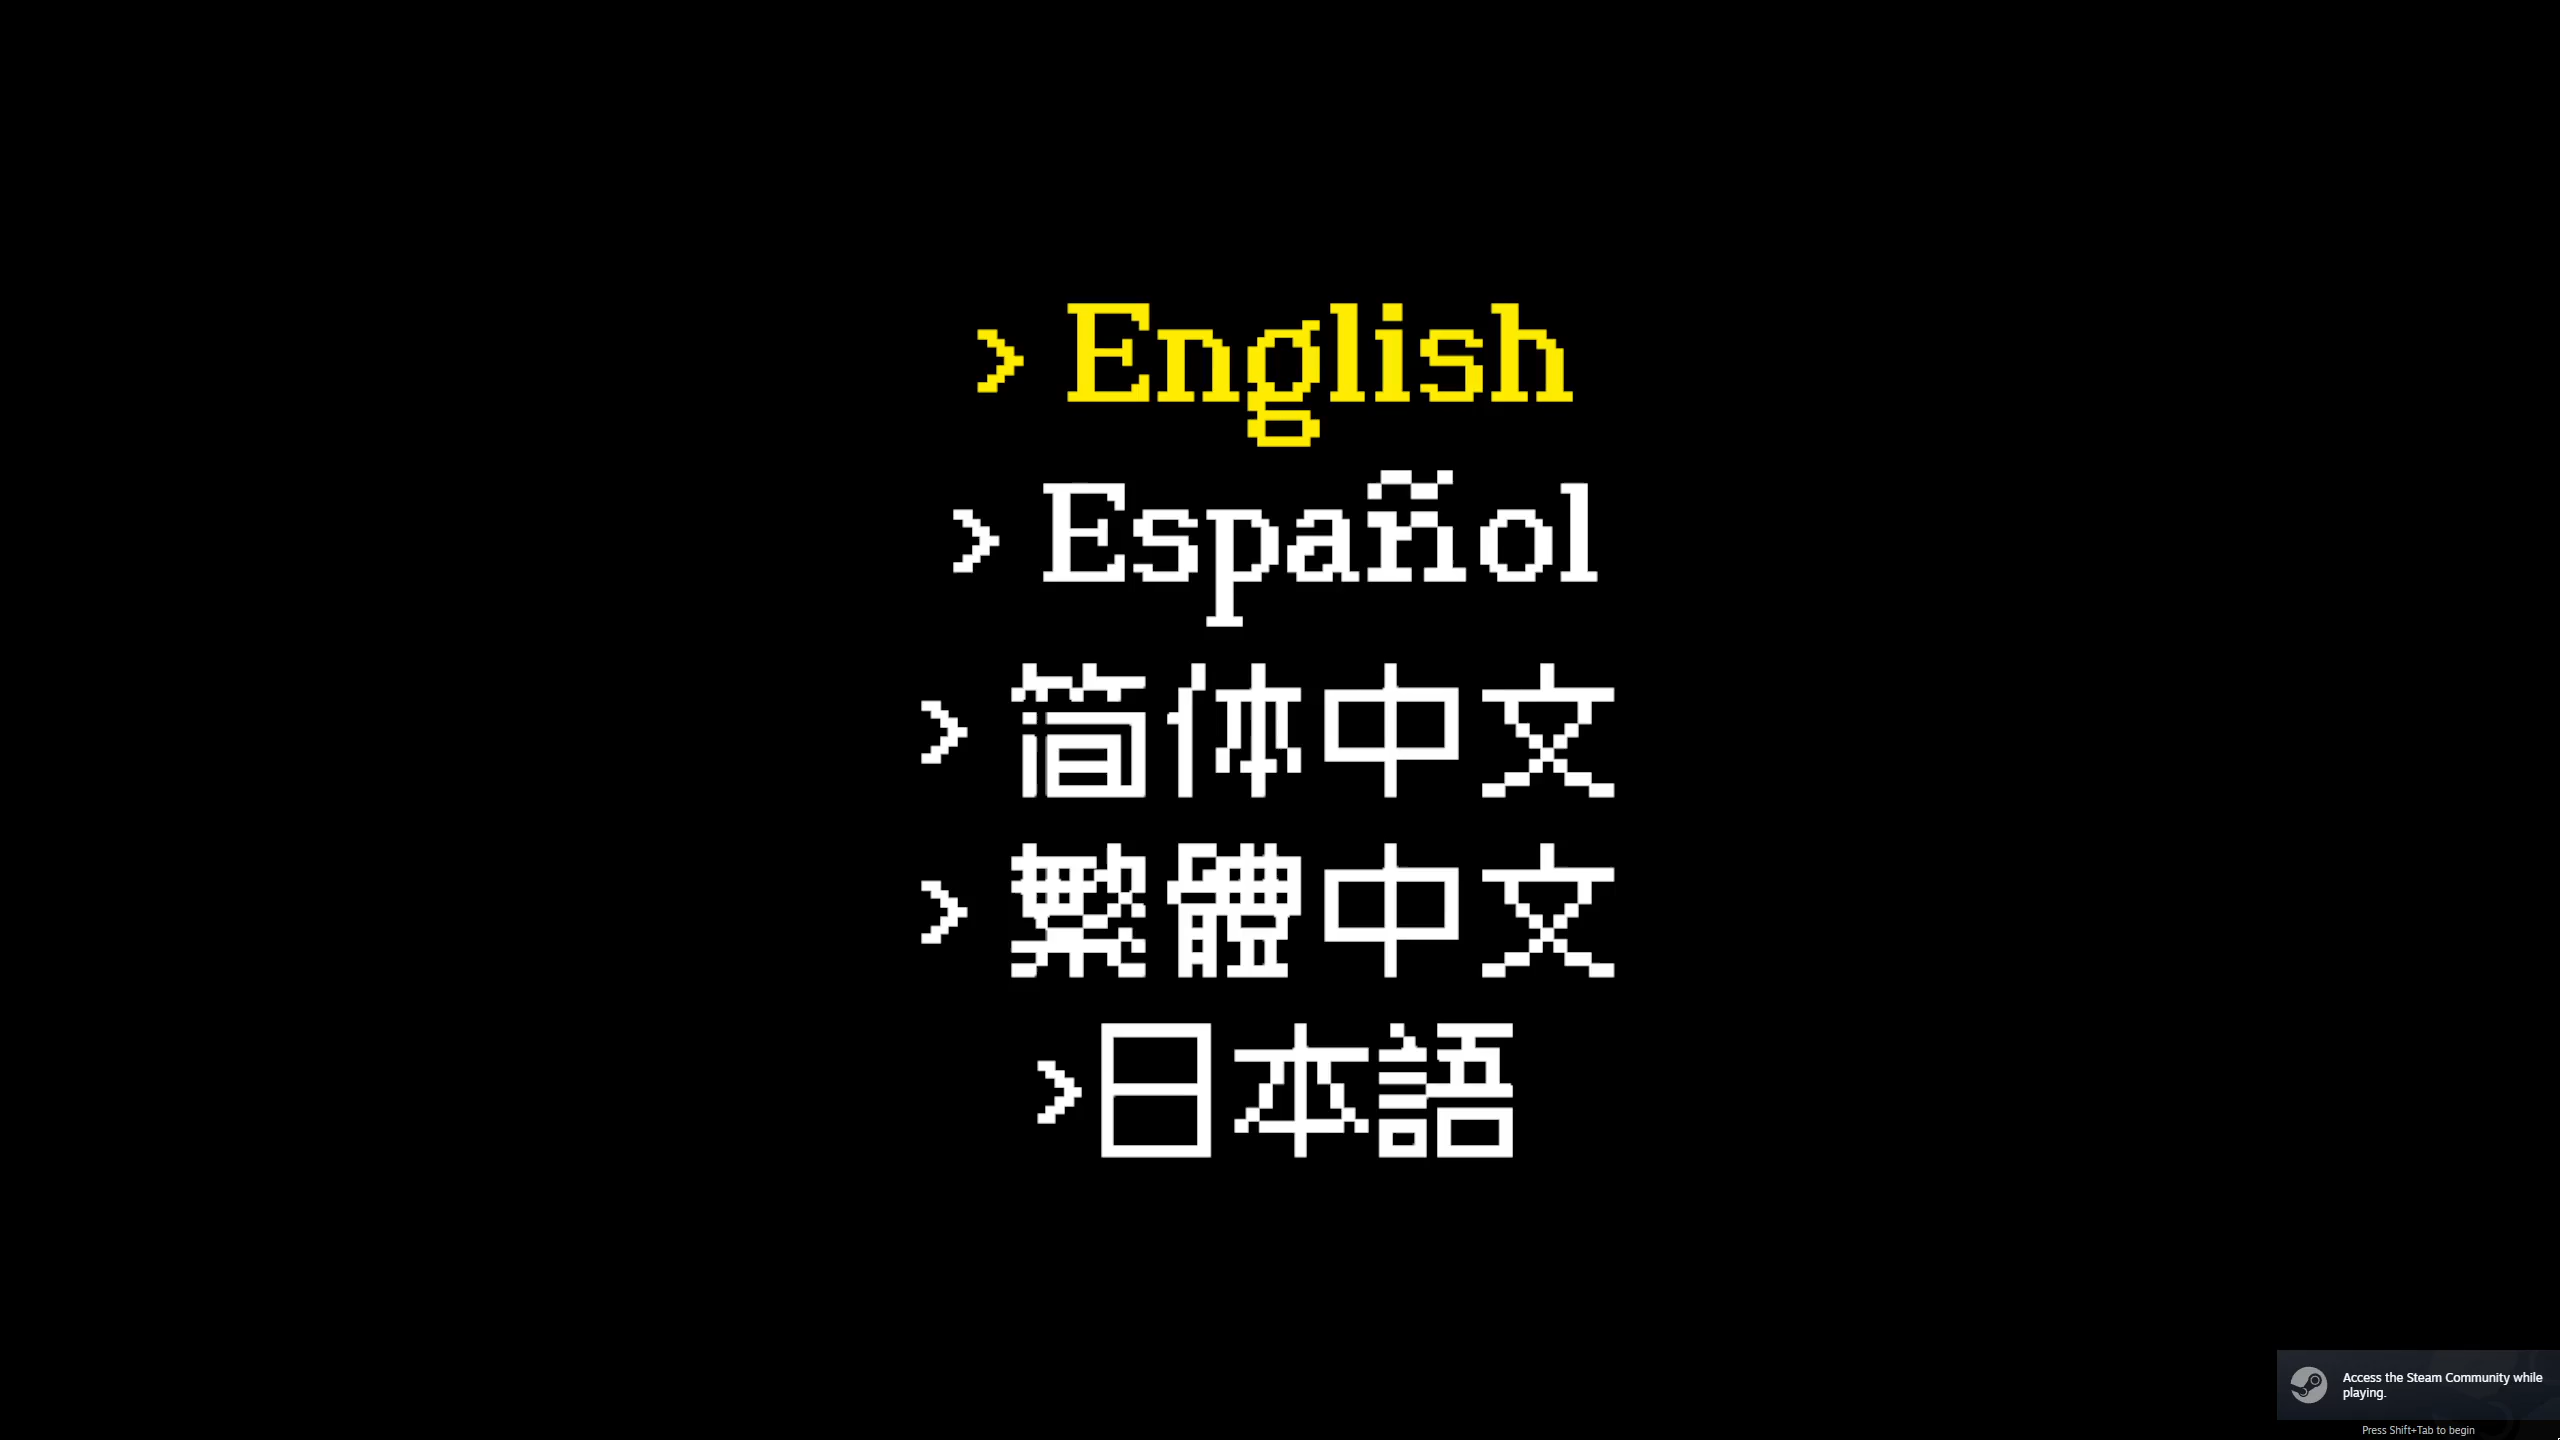 > English
> Español
> 简体中文
> 繁體中文
>日本語
Access the Steam Community while
playing.
Press Shift+Tab to begin